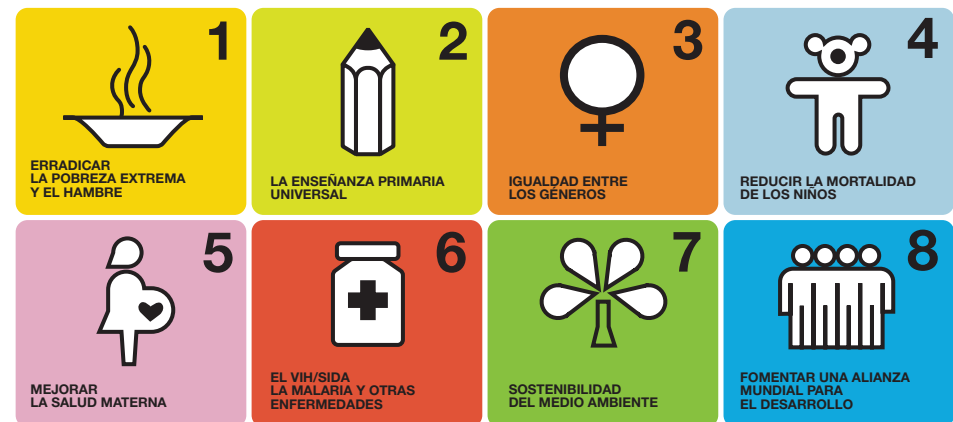 1
ERRADICAR
LA POBREZA EXTREMA
Y EL HAMBRE
2
LA ENSEÑANZA PRIMARIA
UNIVERSAL
3
IGUALDAD ENTRE
LOS GÉNEROS
4
REDUCIR LA MORTALIDAD
DE LOS NIÑOS
5
MEJORAR
LA SALUD MATERNA
6
EL VIH/SIDA
LA MALARIA Y OTRAS
ENFERMEDADES
7
SOSTENIBILIDAD
DEL MEDIO AMBIENTE
8
FOMENTAR UNA ALIANZA
MUNDIAL PARA
EL DESARROLLO